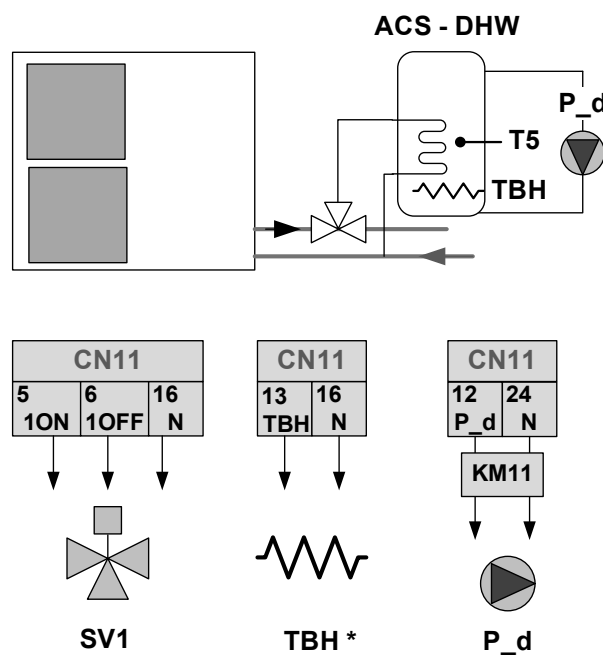 ACS - DHW
P_d
T5
TBH
CN11
5 6 16
1ON 1OFF N
CN11
13 16
TBH N
CN11
12 24
P_d N
KM11
SV1
TBH *
P_d